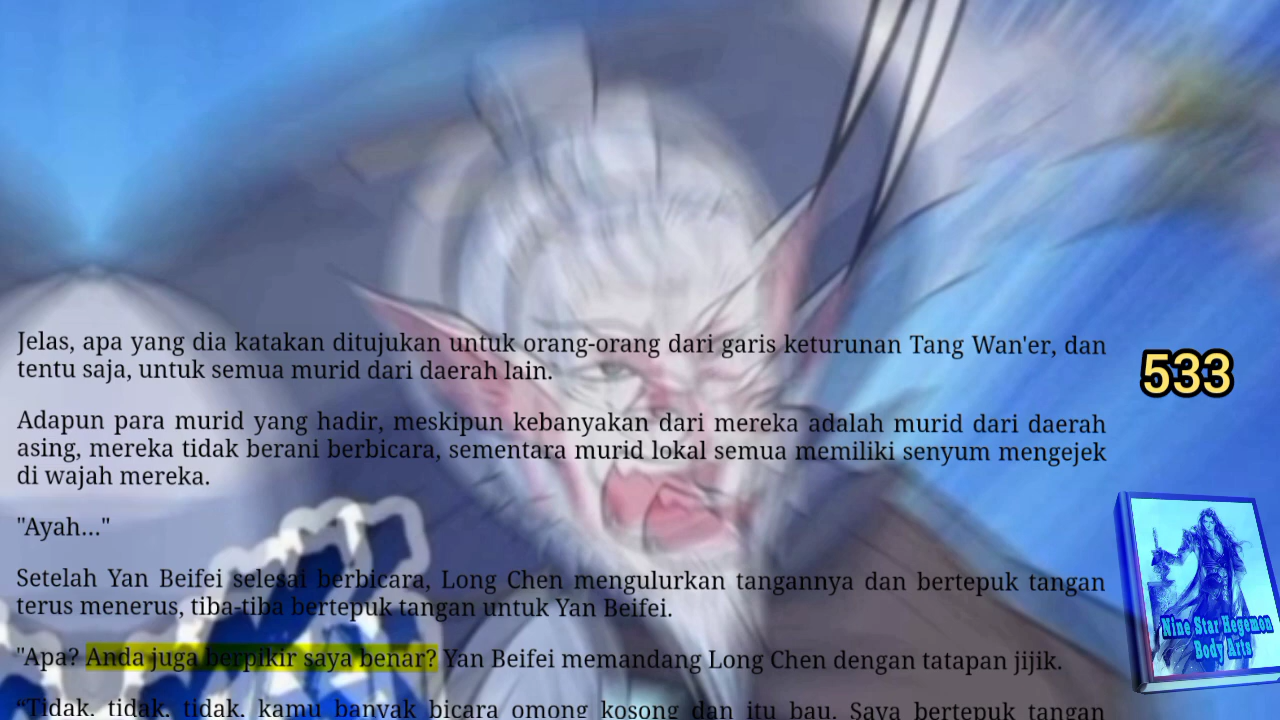 Jelas, apa yang dia katakan ditujukan untuk orang-orang dari garis keturunan Tang Wan'er, dan
tentu saja, untuk semua murid dari daerah lain.
533
Adapun para murid yang hadir, meskipun kebanyakan dari mereka adalah murid dari daerah
asing, mereka tidak berani berbicara, sementara murid lokal semua memiliki senyum mengejek
di wajah mereka.
"Ayah..."
Setelah Yan Beifei selesai berbicara, Long Chen mengulurkan tangannya dan bertepuk tangan
terus menerus, tiba-tiba bertepuk tangan untuk Yan Beifei.
"Apa? Anda juga berpikir saya benar? Yan Beifei memandang Long Chen dengan tatapan jijik.
“Tidak, tidak, tidak, kamu banyak bicara omong kosong dan itu bau. Saya bertepuk tangan
Nine Star Hegemon
Body Arts